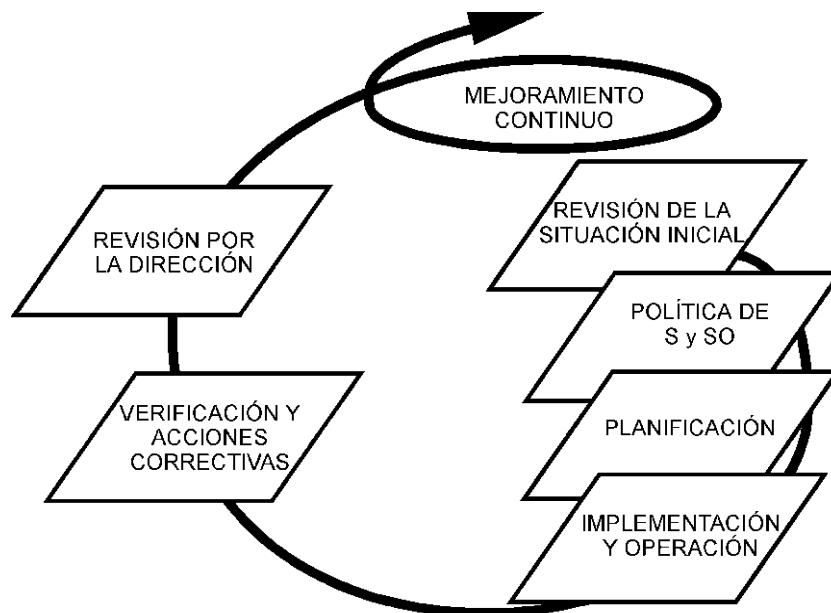 MEJORAMIENTO
CONTINUO
REVISIÓN DE LA
SITUACIÓN INICIAL
POLÍTICA DE
S y SO
PLANIFICACIÓN
IMPLEMENTACIÓN
Y OPERACIÓN
VERIFICACIÓN Y
ACCIONES
CORRECTIVAS
REVISIÓN POR
LA DIRECCIÓN